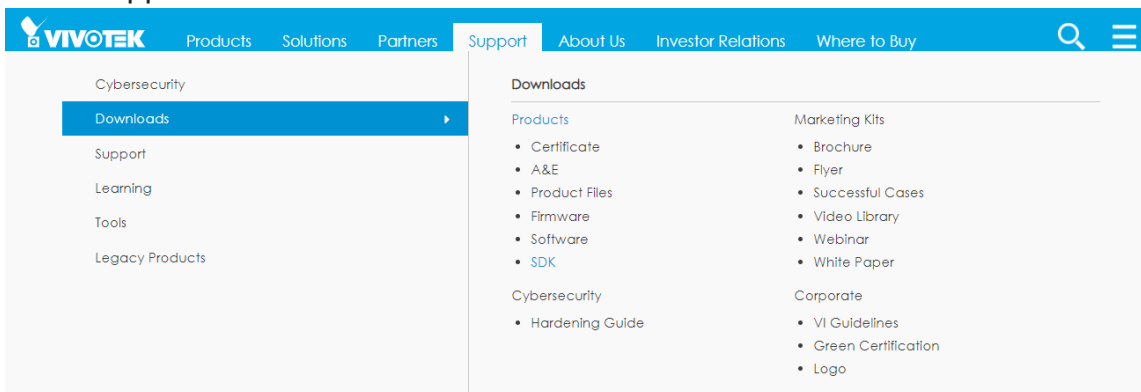 VIVOTEK Products Solutions Partners Support About Us Investor Relations Where to Buy
Cybersecurity
Downloads
Support
Learning
Tools
Legacy Products
Downloads
Products
• Certificate
• A&E
• Product Files
• Firmware
• Software
• SDK
Cybersecurity
• Hardening Guide
Marketing Kits
• Brochure
• Flyer
• Successful Cases
• Video Library
• Webinar
• White Paper
Corporate
• VI Guidelines
• Green Certification
• Logo